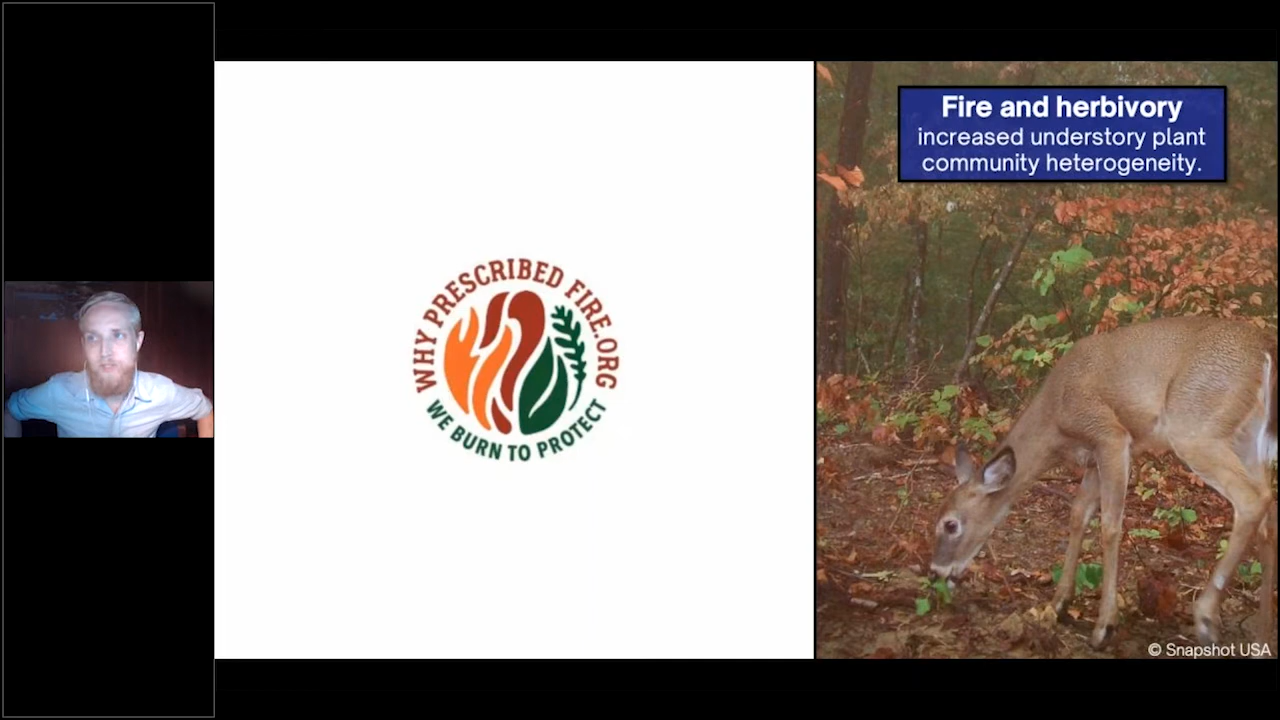 WHY PRESCRIBED FIRE.ORG
WE BURN TO PROTECT
Fire and herbivory
increased understory plant
community heterogeneity.
© Snapshot USA